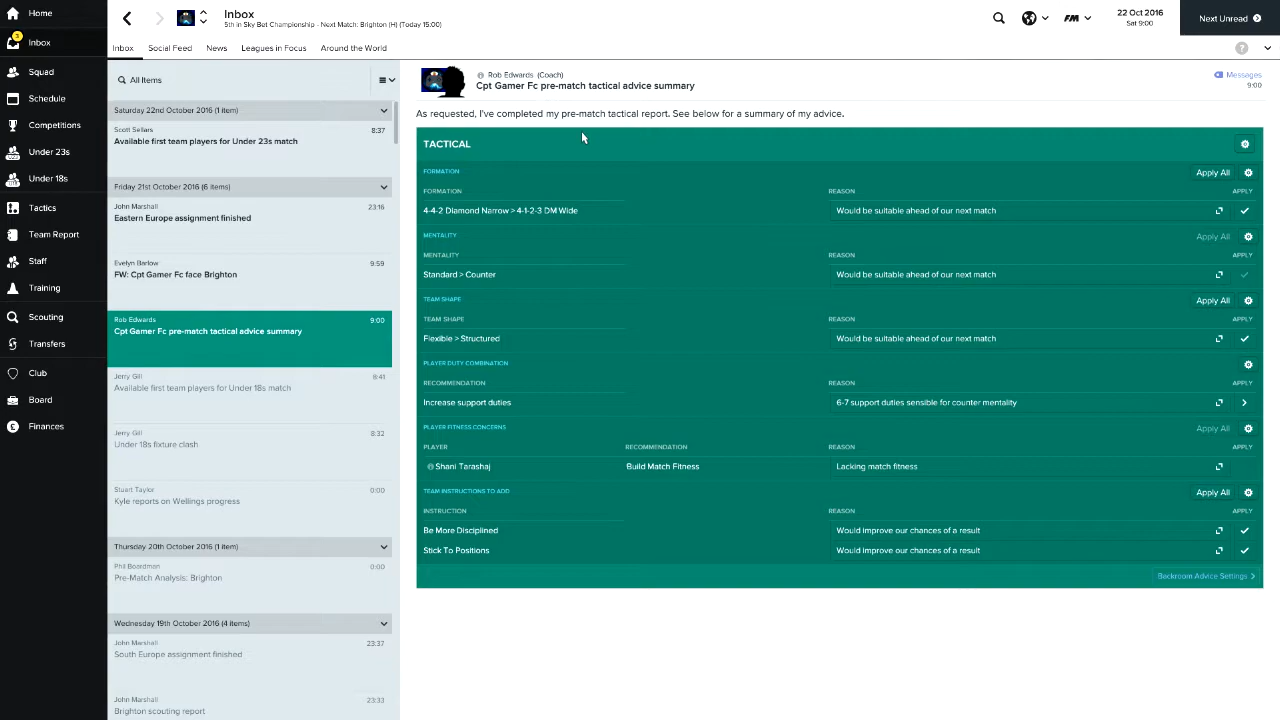 Home
3
Inbox
Squad
Schedule
Competitions
Under 23s
Under 18s
Tactics
Team Report
Staff
Training
Scouting
Transfers
Club
Board
Finances
Inbox
5th in Sky Bet Championship - Next Match: Brighton (H) (Today 15:00)
FM
22 Oct 2016
Sat 9:00
Next Unread
Inbox
Social Feed
News
Leagues in Focus
Around the World
?
All Items
Saturday 22nd October 2016 (1 item)
Scott Sellars 8:37
Available first team players for Under 23s match
Friday 21st October 2016 (6 items)
John Marshall 23:16
Eastern Europe assignment finished
Evelyn Barlow 9:59
FW: Cpt Gamer Fc face Brighton
Rob Edwards 9:00
Cpt Gamer Fc pre-match tactical advice summary
Jerry Gill 8:41
Available first team players for Under 18s match
Jerry Gill 8:32
Under 18s fixture clash
Stuart Taylor 0:00
Kyle reports on Wellings progress
Thursday 20th October 2016 (1 item)
Phil Boardman 0:00
Pre-Match Analysis: Brighton
Wednesday 19th October 2016 (4 items)
John Marshall 23:37
South Europe assignment finished
John Marshall 23:33
Brighton scouting report
Rob Edwards (Coach)
Cpt Gamer Fc pre-match tactical advice summary
Messages
9:00
As requested, I've completed my pre-match tactical report. See below for a summary of my advice.
TACTICAL
FORMATION Apply All
FORMATION REASON APPLY
4-4-2 Diamond Narrow > 4-1-2-3 DM Wide Would be suitable ahead of our next match
MENTALITY Apply All
MENTALITY REASON APPLY
Standard > Counter Would be suitable ahead of our next match
TEAM SHAPE Apply All
TEAM SHAPE REASON APPLY
Flexible > Structured Would be suitable ahead of our next match
PLAYER DUTY COMBINATION
RECOMMENDATION REASON APPLY
Increase support duties 6-7 support duties sensible for counter mentality
PLAYER FITNESS CONCERNS Apply All
PLAYER RECOMMENDATION REASON APPLY
Shani Tarashaj Build Match Fitness Lacking match fitness
TEAM INSTRUCTIONS TO ADD Apply All
INSTRUCTION REASON APPLY
Be More Disciplined Would improve our chances of a result
Stick To Positions Would improve our chances of a result
Backroom Advice Settings >